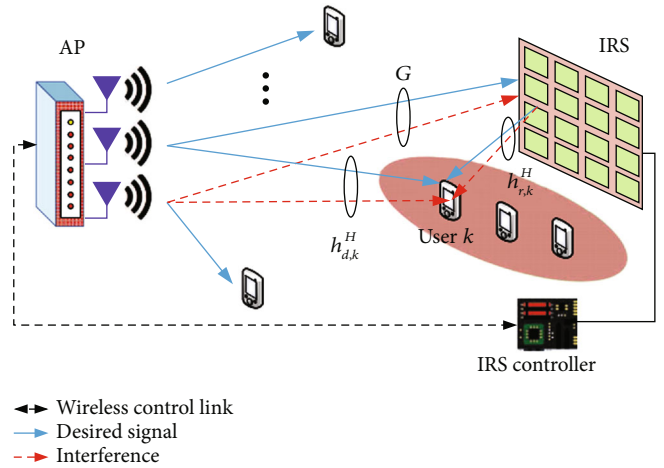 AP
IRS
G
h_{r,k}^{H}
User k
h_{d,k}^{H}
IRS controller
Wireless control link
Desired signal
Interference